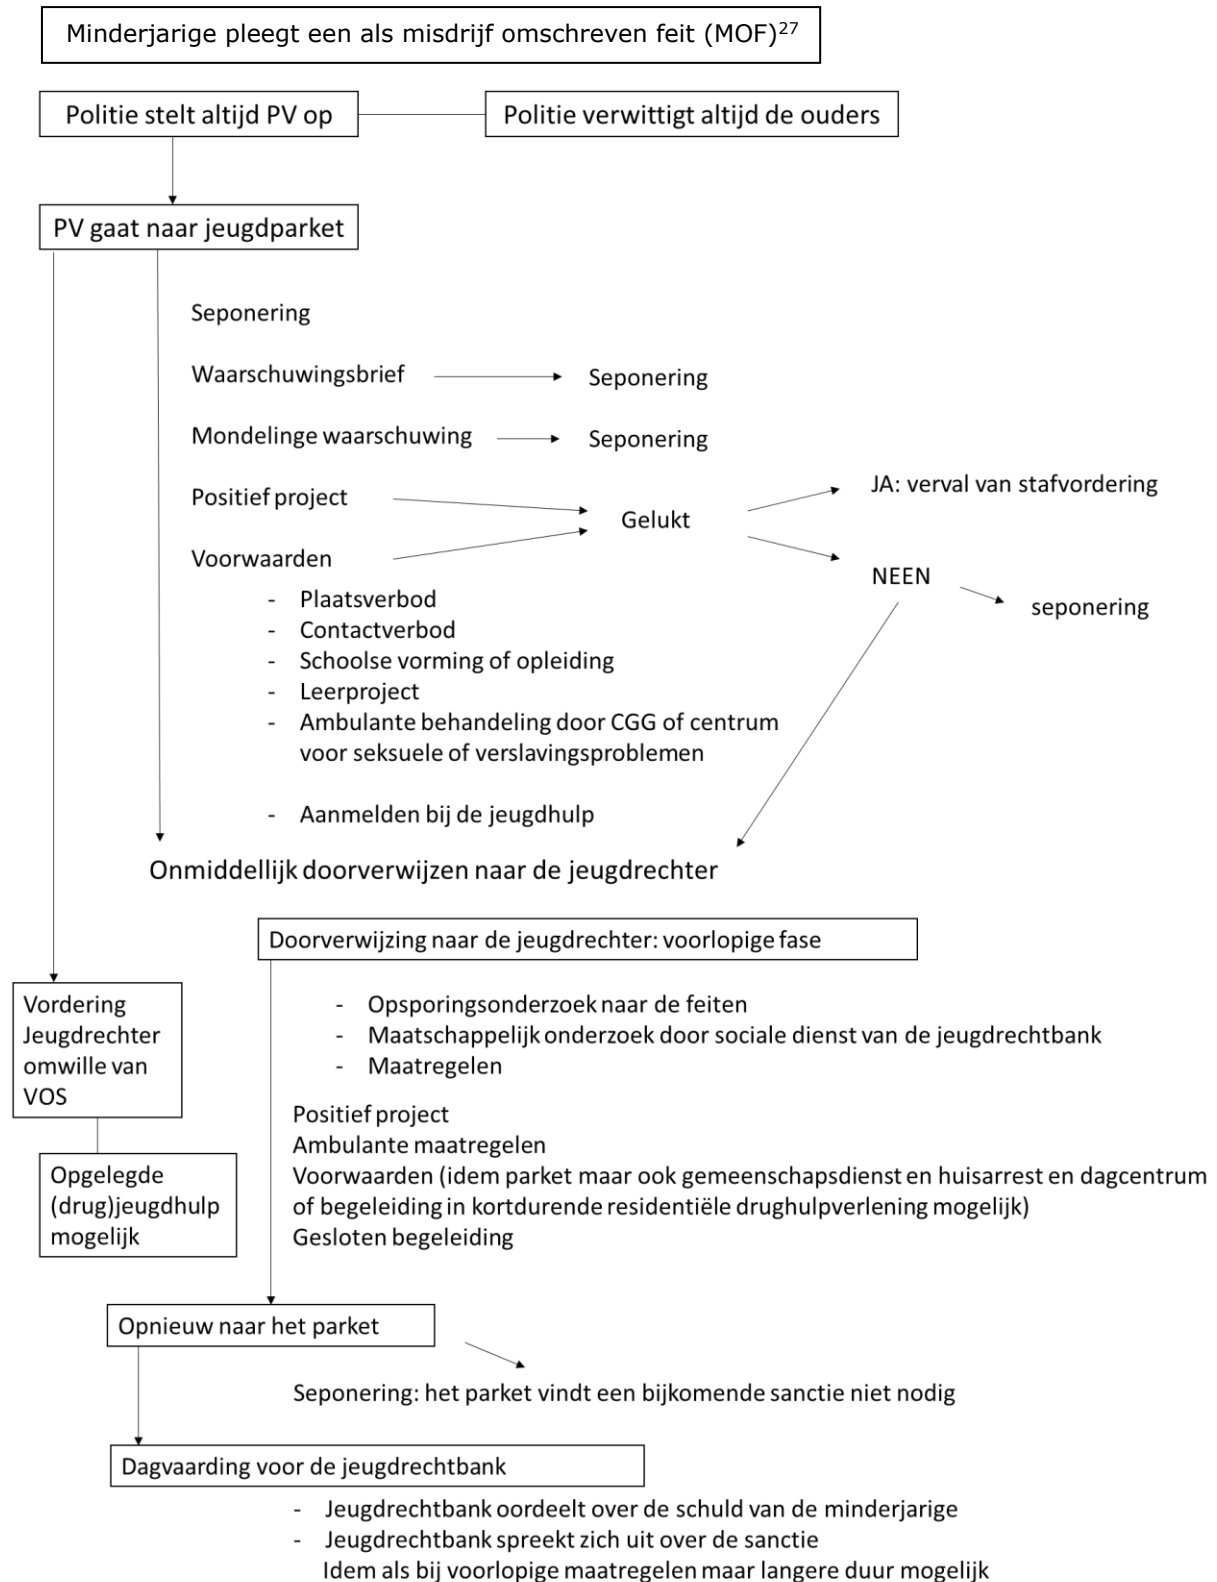 Minderjarige pleegt een als misdrijf omschreven feit (MOF)27
Politie stelt altijd PV op
Politie verwittigt altijd de ouders
PV gaat naar jeugdparket
Seponering
Waarschuwingsbrief
Seponering
Mondelinge waarschuwing
Seponering
Positief project
Gelukt
JA: verval van stafvordering
Voorwaarden
NEEN
seponering
- Plaatsverbod
- Contactverbod
- Schoolse vorming of opleiding
- Leerproject
- Ambulante behandeling door CGG of centrum
voor seksuele of verslavingsproblemen
- Aanmelden bij de jeugdhulp
Onmiddellijk doorverwijzen naar de jeugdrechter
Doorverwijzing naar de jeugdrechter: voorlopige fase
Vordering
Jeugdrechter
omwille van
VOS
- Opsporingsonderzoek naar de feiten
- Maatschappelijk onderzoek door sociale dienst van de jeugdrechtbank
- Maatregelen
Opgelegde
(drug)jeugdhulp
mogelijk
Positief project
Ambulante maatregelen
Voorwaarden (idem parket maar ook gemeenschapsdienst en huisarrest en dagcentrum
of begeleiding in kortdurende residentiële drughulpverlening mogelijk)
Gesloten begeleiding
Opnieuw naar het parket
Seponering: het parket vindt een bijkomende sanctie niet nodig
Dagvaarding voor de jeugdrechtbank
- Jeugdrechtbank oordeelt over de schuld van de minderjarige
- Jeugdrechtbank spreekt zich uit over de sanctie
Idem als bij voorlopige maatregelen maar langere duur mogelijk